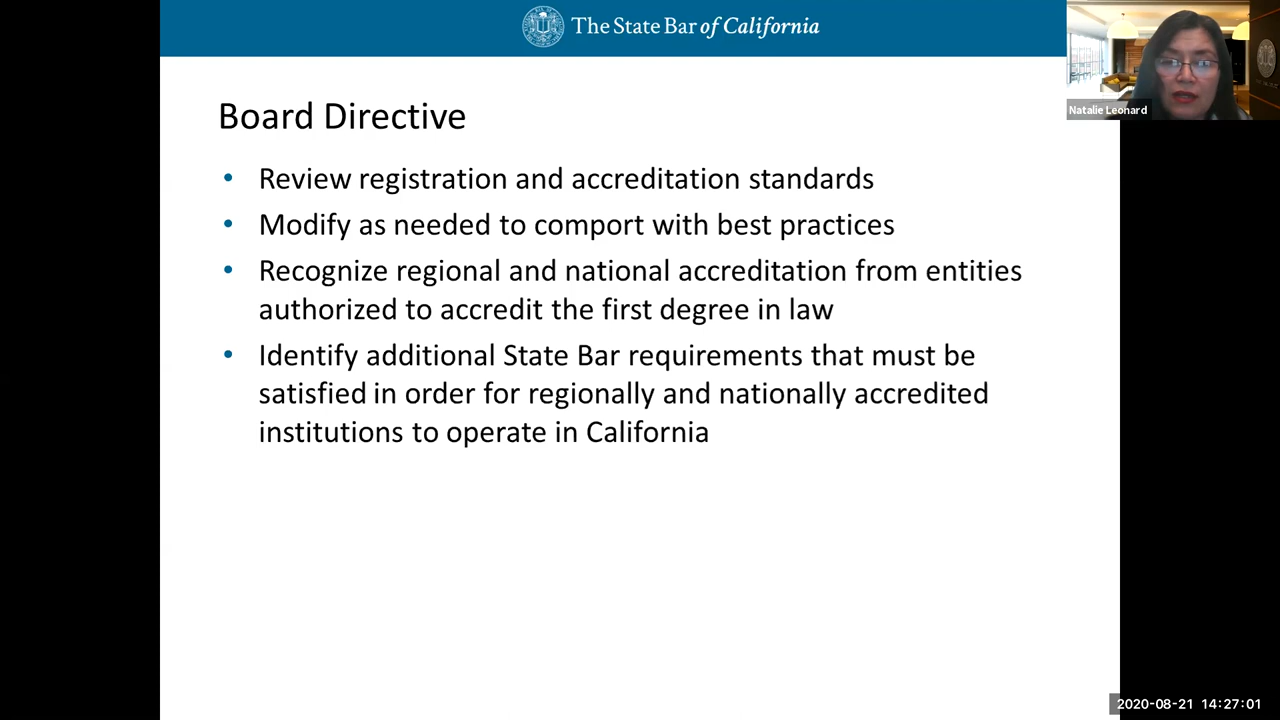 The State Bar of California
Natalie Leonard
Board Directive
• Review registration and accreditation standards
• Modify as needed to comport with best practices
• Recognize regional and national accreditation from entities
authorized to accredit the first degree in law
• Identify additional State Bar requirements that must be
satisfied in order for regionally and nationally accredited
institutions to operate in California
2020-08-21 14:27:01